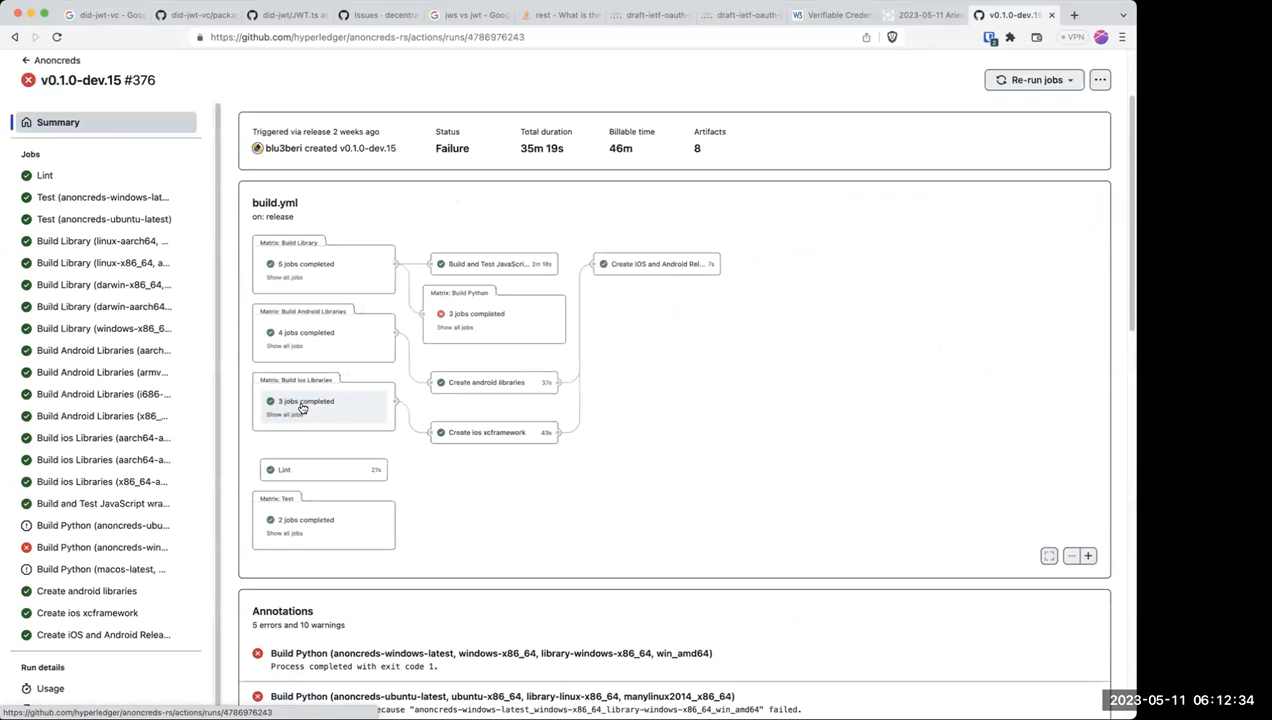 did-jwt-vc - Goo
did-jwt-vc/packa
did-jwt/JWT.ts at
Issues · decentra
jws vs jwt - Goog
rest - What is the
draft-ietf-oauth-
draft-ietf-oauth-
Verifiable Creden
2023-05-11 Aries
v0.1.0-dev.15
https://github.com/hyperledger/anoncreds-rs/actions/runs/4786976243
VPN
Anoncreds
v0.1.0-dev.15 #376
Re-run jobs
Summary
Jobs
Lint
Test (anoncreds-windows-lat...
Test (anoncreds-ubuntu-latest)
Build Library (linux-aarch64, ...
Build Library (linux-x86_64, a...
Build Library (darwin-x86_64,...
Build Library (darwin-aarch64...
Build Library (windows-x86_6...
Build Android Libraries (aarch...
Build Android Libraries (armv...
Build Android Libraries (i686-...
Build Android Libraries (x86_...
Build ios Libraries (aarch64-a...
Build ios Libraries (aarch64-a...
Build ios Libraries (x86_64-a...
Build and Test JavaScript wra...
Build Python (anoncreds-ubu...
Build Python (anoncreds-win...
Build Python (macos-latest, ...
Create android libraries
Create ios xcframework
Create iOS and Android Relea...
Run details
Usage
Triggered via release 2 weeks ago
blu3beri created v0.1.0-dev.15
Status
Failure
Total duration
35m 19s
Billable time
46m
Artifacts
8
build.yml
on: release
Matrix: Build Library
5 jobs completed
Show all jobs
Matrix: Build Android Libraries
4 jobs completed
Show all jobs
Matrix: Build ios Libraries
3 jobs completed
Show all jobs
Lint 27s
Matrix: Test
2 jobs completed
Show all jobs
Build and Test JavaScri... 2m 18s
Matrix: Build Python
3 jobs completed
Show all jobs
Create android libraries 37s
Create ios xcframework 43s
Create iOS and Android Rel... 7s
Annotations
5 errors and 10 warnings
Build Python (anoncreds-windows-latest, windows-x86_64, library-windows-x86_64, win_amd64)
Process completed with exit code 1.
Build Python (anoncreds-ubuntu-latest, ubuntu-x86_64, library-linux-x86_64, manylinux2014_x86_64)
ecause "anoncreds-windows-latest_windows-x86_64_library-windows-x86_64_win_amd64" failed.
https://github.com/hyperledger/anoncreds-rs/actions/runs/4786976243
2023-05-11 06:12:34